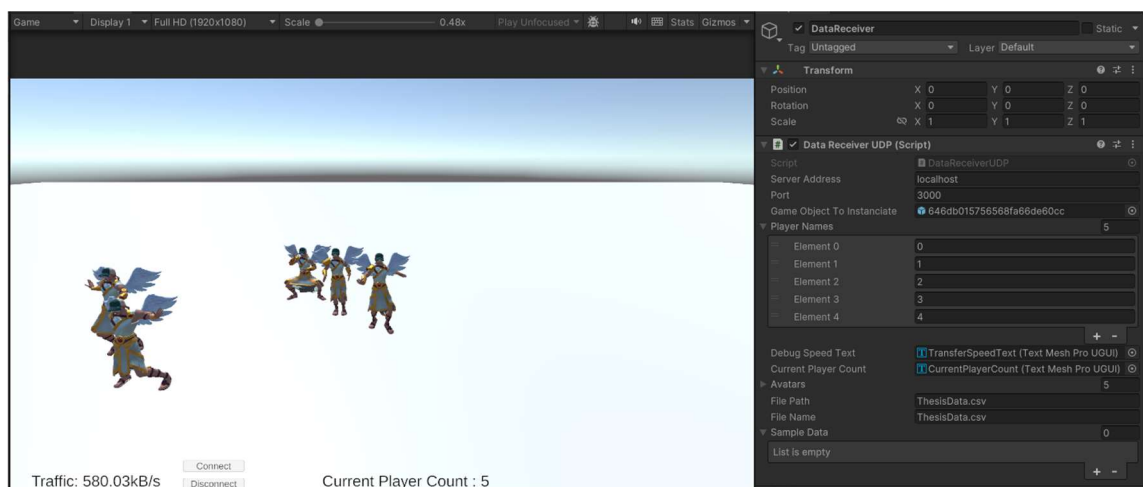 Game Display 1 Full HD (1920x1080) Scale 0.48x Play Unfocused Stats Gizmos
Traffic: 580.03kB/s
Connect
Disconnect
Current Player Count : 5
DataReceiver Static
Tag Untagged Layer Default
Transform
Position X 0 Y 0 Z 0
Rotation X 0 Y 0 Z 0
Scale X 1 Y 1 Z 1
# Data Receiver UDP (Script)
Script DataReceiverUDP
Server Address localhost
Port 3000
Game Object To Instanciate 646db015756568fa66de60cc
Player Names 5
Element 0 0
Element 1 1
Element 2 2
Element 3 3
Element 4 4
+ -
Debug Speed Text TransferSpeedText (Text Mesh Pro UGUI)
Current Player Count CurrentPlayerCount (Text Mesh Pro UGUI)
Avatars 5
File Path ThesisData.csv
File Name ThesisData.csv
Sample Data 0
List is empty
+ -